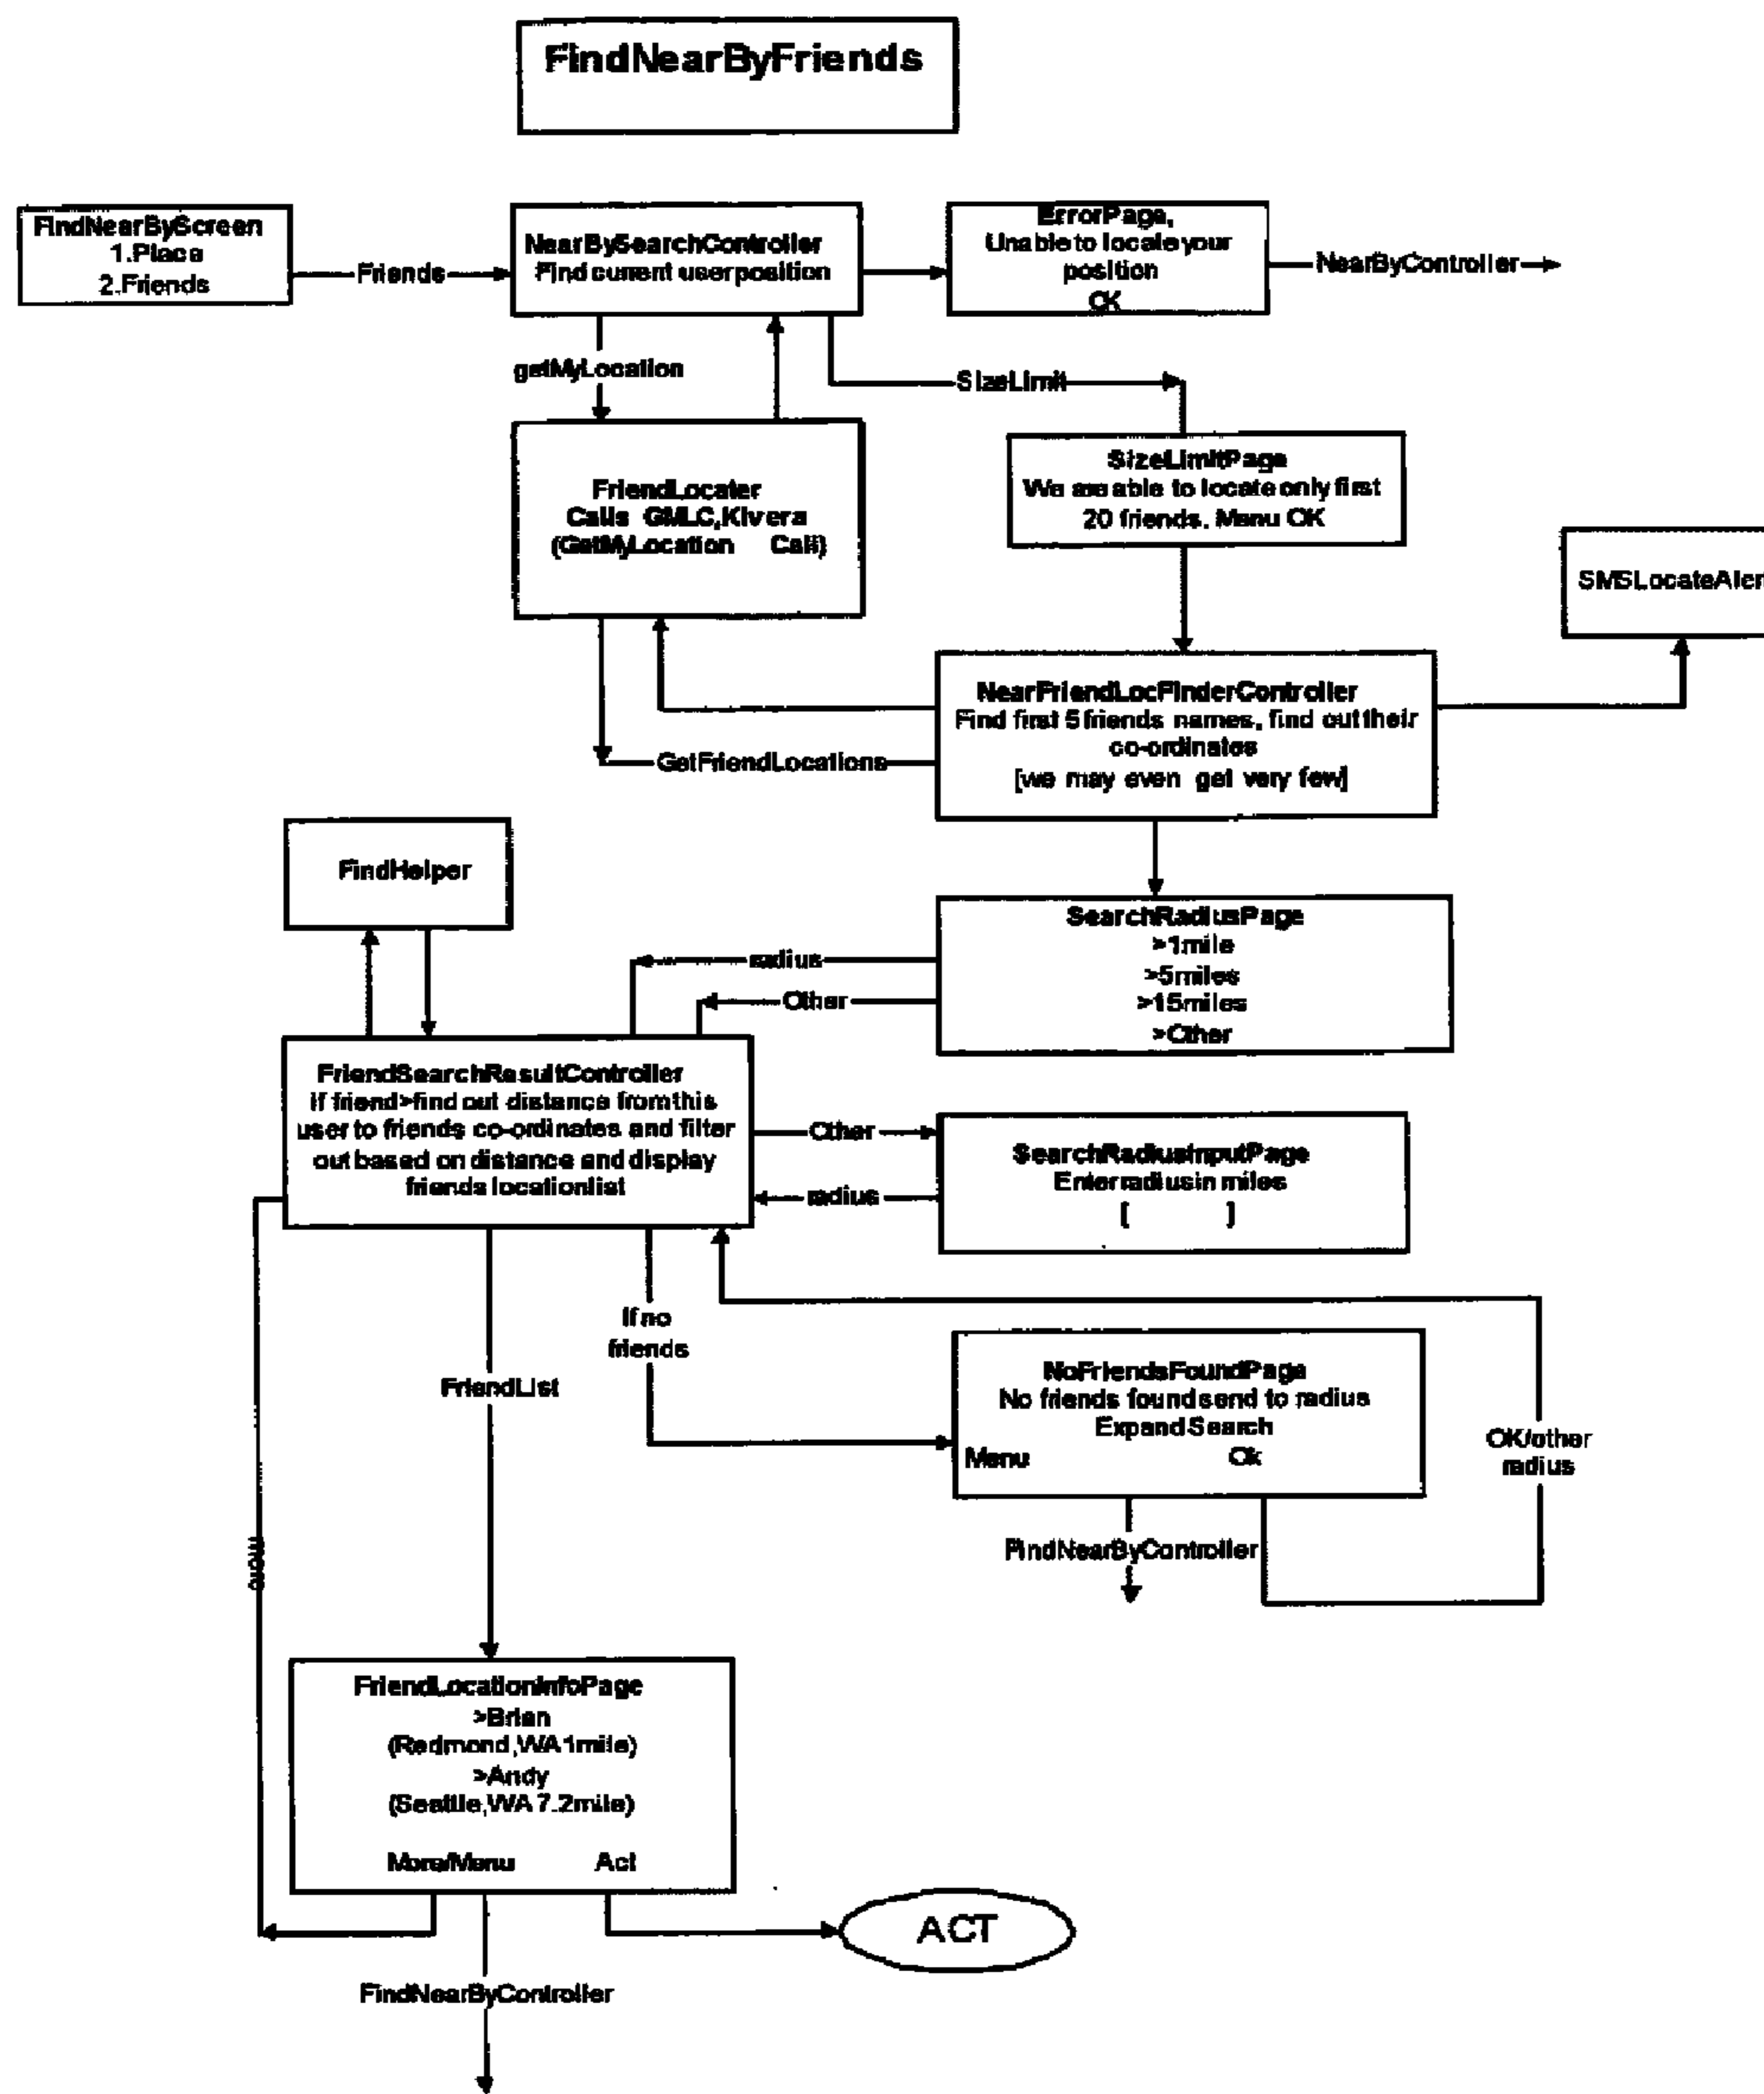 FindNearByFriends
FindNearByScreen
1.Place
2.Friends
Friends
NearBySearchController
Find current user position
ErrorPage,
Unable to locate your
position
OK
NearByController
getMyLocation
SizeLimit
FriendLocater
Calls GMLC,Kivera
(GetMyLocation Call)
SizeLimitPage
We are able to locate only first
20 friends. Menu OK
SMSLocateAler
NearFriendLocFinderController
Find first 5 friends names, find out their
co-ordinates
[we may even get very few]
GetFriendLocations
FindHelper
SearchRadiusPage
>1mile
>5miles
>15miles
>Other
radius
Other
FriendSearchResultController
If friend>find out distance from this
user to friends co-ordinates and filter
out based on distance and display
friends location list
Other
radius
SearchRadiusInputPage
Enter radius in miles
[ ]
If no
friends
FriendList
NoFriendsFoundPage
No friends found send to radius
Expand Search
Menu Ok
OK/other
radius
FindNearByController
more
FriendLocationInfoPage
>Brian
(Redmond,WA 1mile)
>Andy
(Seattle,WA 7.2mile)
More/Menu Act
ACT
FindNearByController